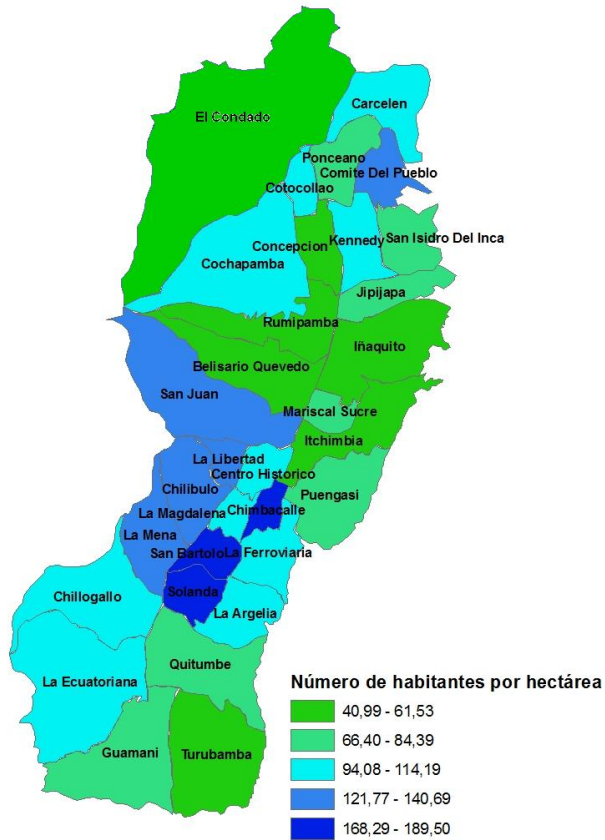 Carcelen
El Condado
Ponceano
Comite Del Pueblo
Cotocollao
Kennedy
San Isidro Del Inca
Concepcion
Cochapamba
Jipijapa
Rumipamba
Iñaquito
Belisario Quevedo
San Juan
Mariscal Sucre
Itchimbia
La Libertad
Centro Historico
Chilibulo
Puengasi
La Magdalena
Chimbacalle
La Mena
San Bartolo
La Ferroviaria
Chillogallo
Solanda
La Argelia
Quitumbe
La Ecuatoriana
Guamani
Turubamba
Número de habitantes por hectárea
40,99 - 61,53
66,40 - 84,39
94,08 - 114,19
121,77 - 140,69
168,29 - 189,50